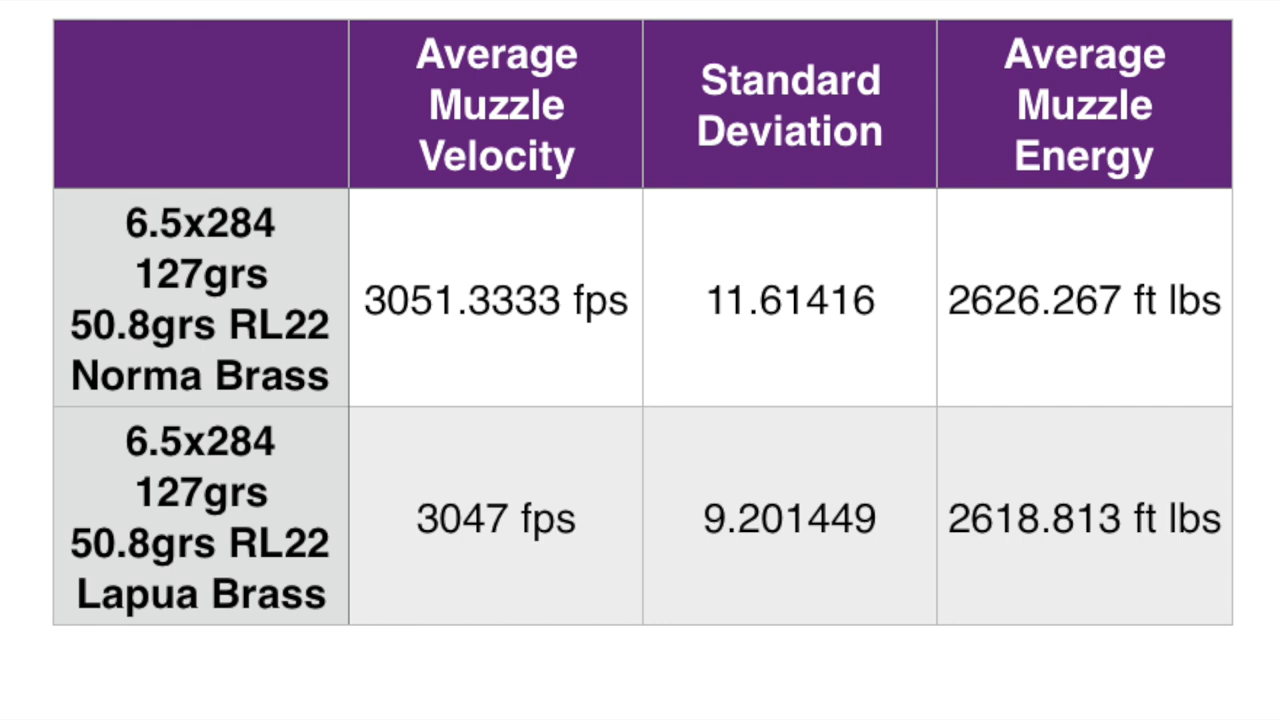 Average
Muzzle
Velocity
Standard
Deviation
Average
Muzzle
Energy
6.5x284
127grs
50.8grs RL22
Norma Brass
3051.3333 fps
11.61416
2626.267 ft lbs
6.5x284
127grs
50.8grs RL22
Lapua Brass
3047 fps
9.201449
2618.813 ft lbs